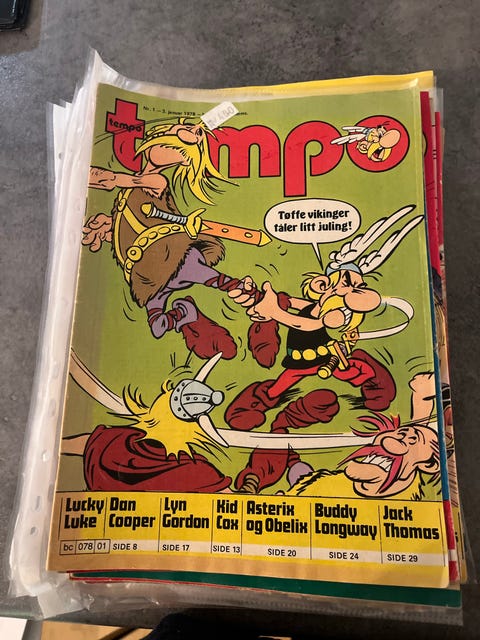 Nr. 1 – 3. januar 1978 –
tempo
tempo
Tøffe vikinger
tåler litt juling!
Lucky Luke
Dan Cooper
SIDE 8
Lyn Gordon
SIDE 17
Kid Cox
SIDE 13
Asterix og Obelix
SIDE 20
Buddy Longway
SIDE 24
Jack Thomas
SIDE 29
bc 078 01